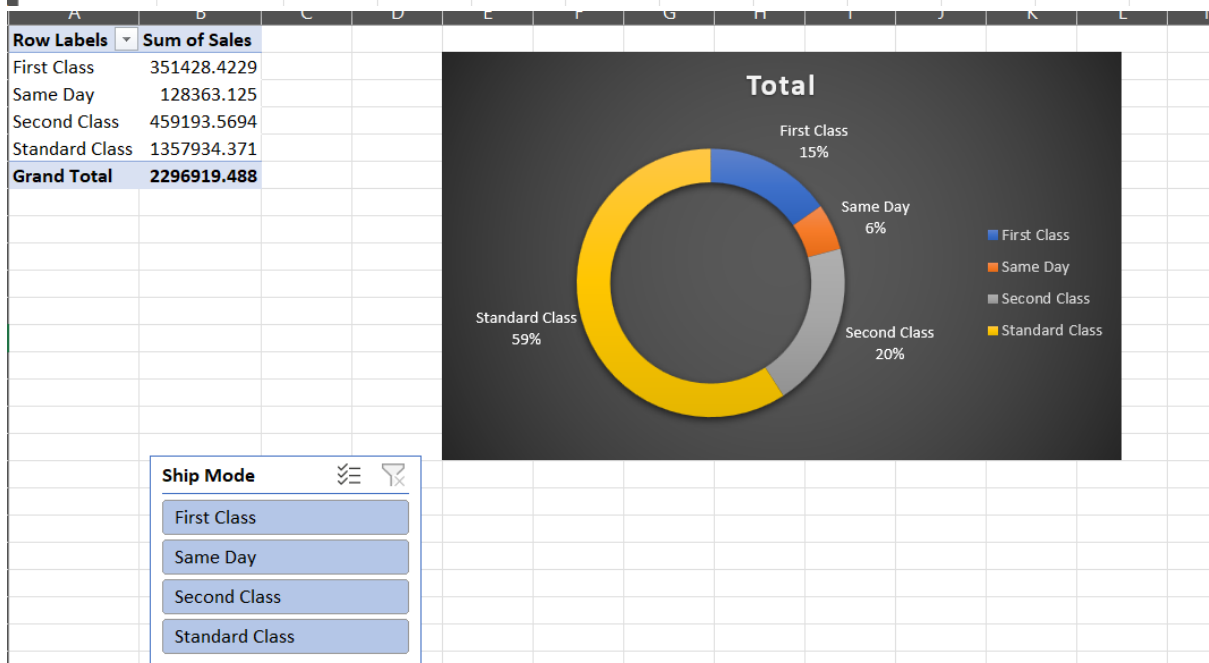 A B C D E F G H I J K L
Row Labels Sum of Sales
First Class 351428.4229
Same Day 128363.125
Second Class 459193.5694
Standard Class 1357934.371
Grand Total 2296919.488
Total
First Class
15%
Same Day
6%
Second Class
20%
Standard Class
59%
First Class
Same Day
Second Class
Standard Class
Ship Mode
First Class
Same Day
Second Class
Standard Class